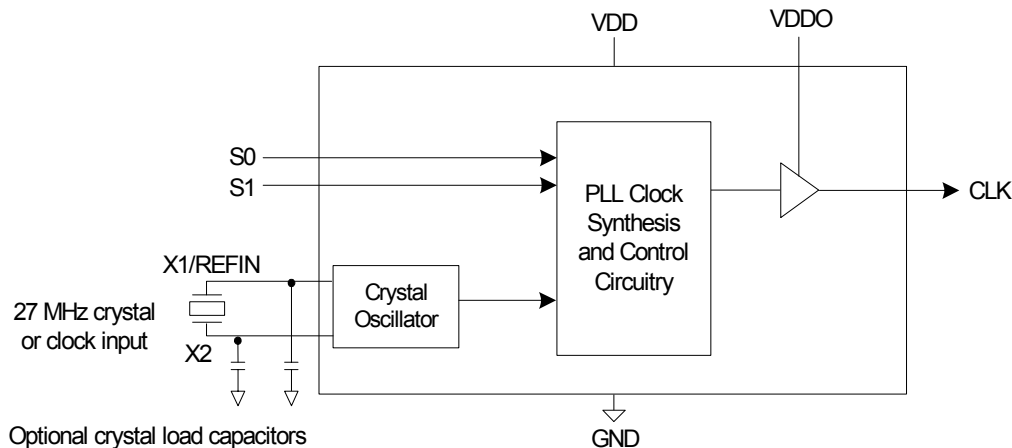 VDD
VDDO
S0
S1
PLL Clock
Synthesis
and Control
Circuitry
CLK
X1/REFIN
27 MHz crystal
or clock input
X2
Crystal
Oscillator
Optional crystal load capacitors
GND